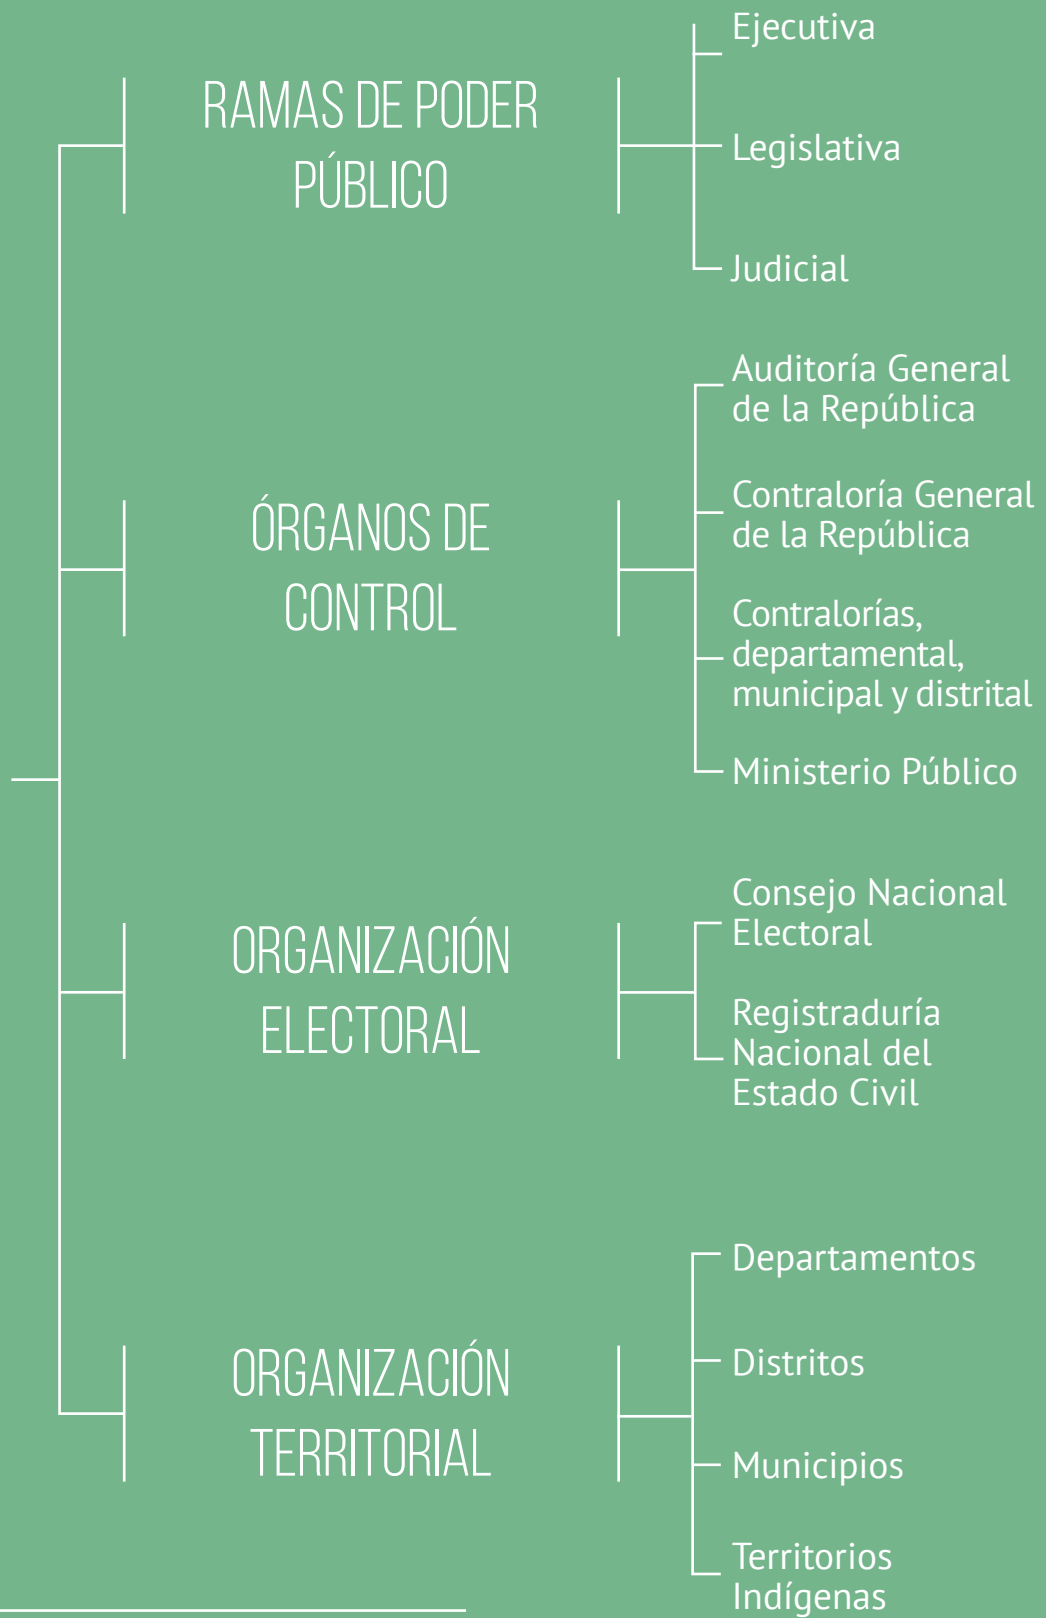 RAMAS DE PODER
PÚBLICO
Ejecutiva
Legislativa
Judicial
ÓRGANOS DE
CONTROL
Auditoría General
de la República
Contraloría General
de la República
Contralorías,
departamental,
municipal y distrital
Ministerio Público
ORGANIZACIÓN
ELECTORAL
Consejo Nacional
Electoral
Registraduría
Nacional del
Estado Civil
ORGANIZACIÓN
TERRITORIAL
Departamentos
Distritos
Municipios
Territorios
Indígenas